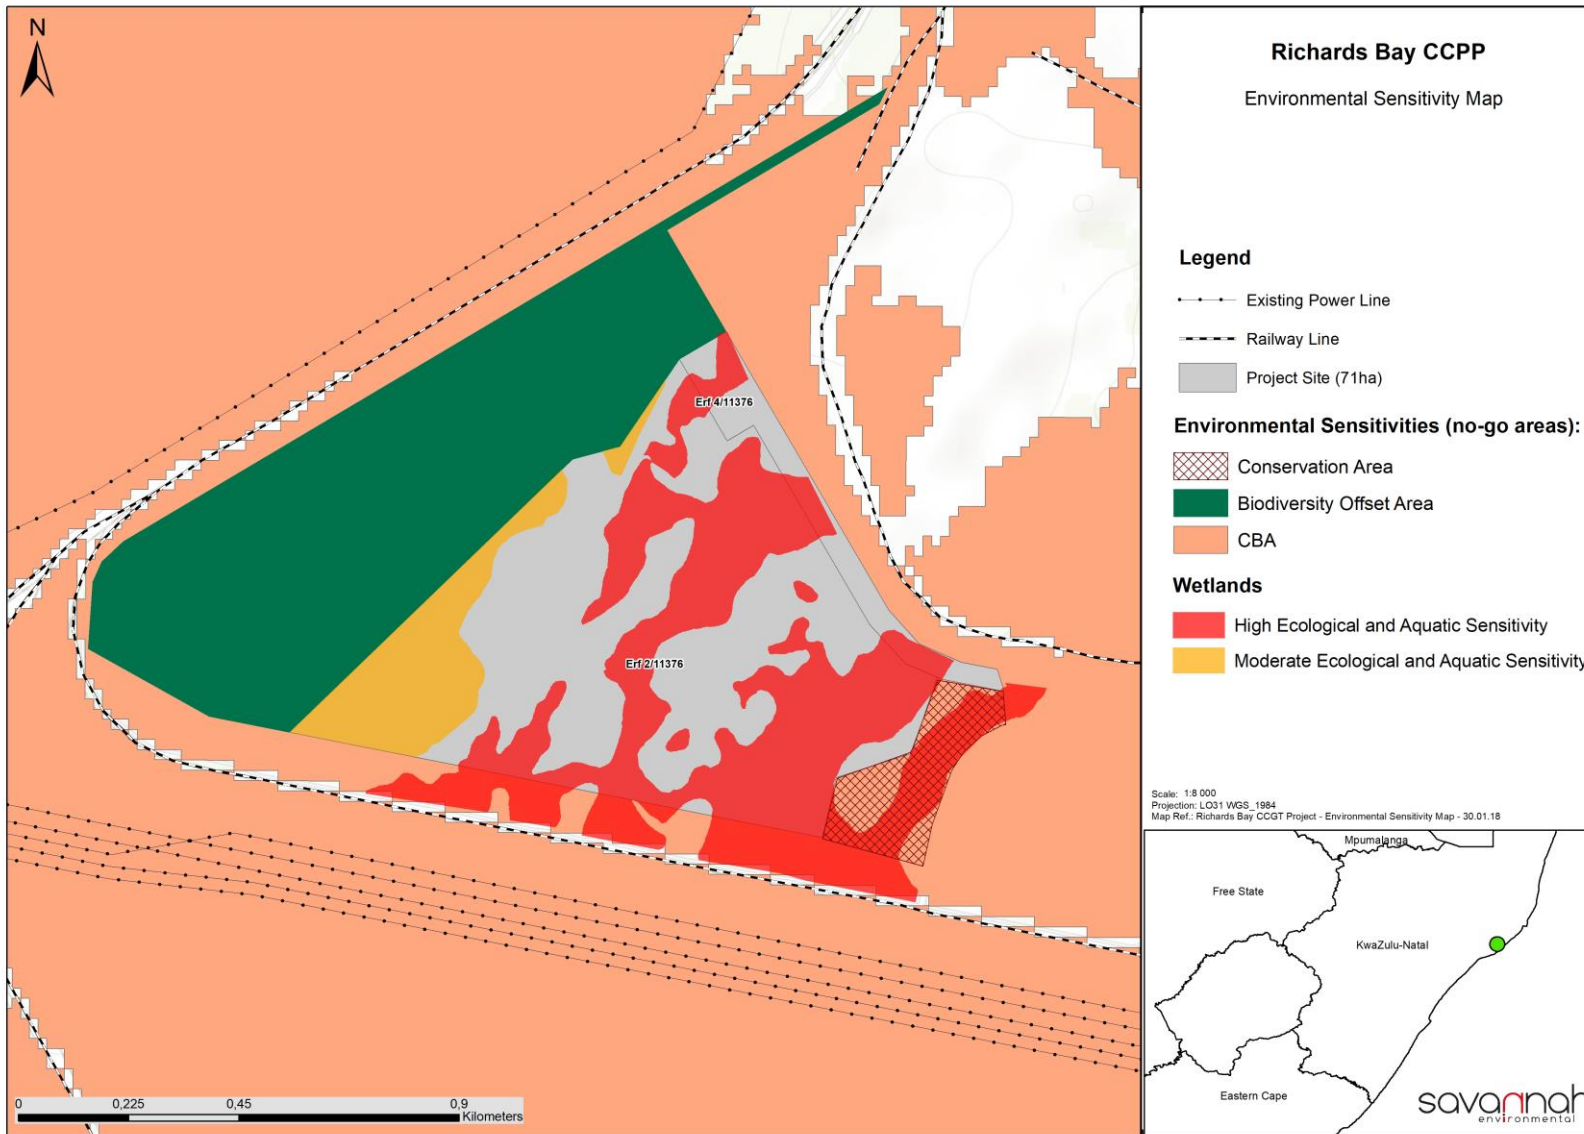 N
Erf 4/11376
Erf 2/11376
0
0,225
0,45
0,9
Kilometers
Richards Bay CCPP
Environmental Sensitivity Map
Legend
Existing Power Line
Railway Line
Project Site (71ha)
Environmental Sensitivities (no-go areas):
Conservation Area
Biodiversity Offset Area
CBA
Wetlands
High Ecological and Aquatic Sensitivity
Moderate Ecological and Aquatic Sensitivity
Scale: 1:8 000
Projection: LO31 WGS_1984
Map Ref.: Richards Bay CCGT Project - Environmental Sensitivity Map - 30.01.18
Mpumalanga
Free State
KwaZulu-Natal
Eastern Cape
savannah
environmental